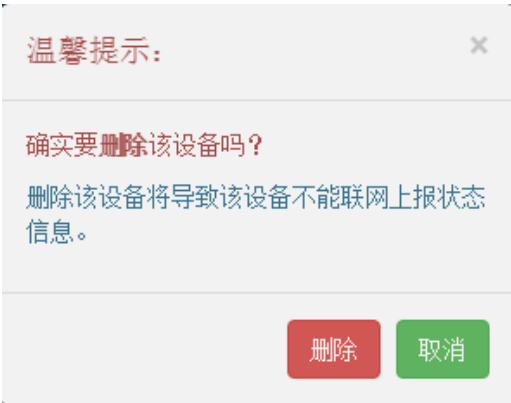 温馨提示：
×
确实要删除该设备吗？
删除该设备将导致该设备不能联网上报状态
信息。
删除
取消